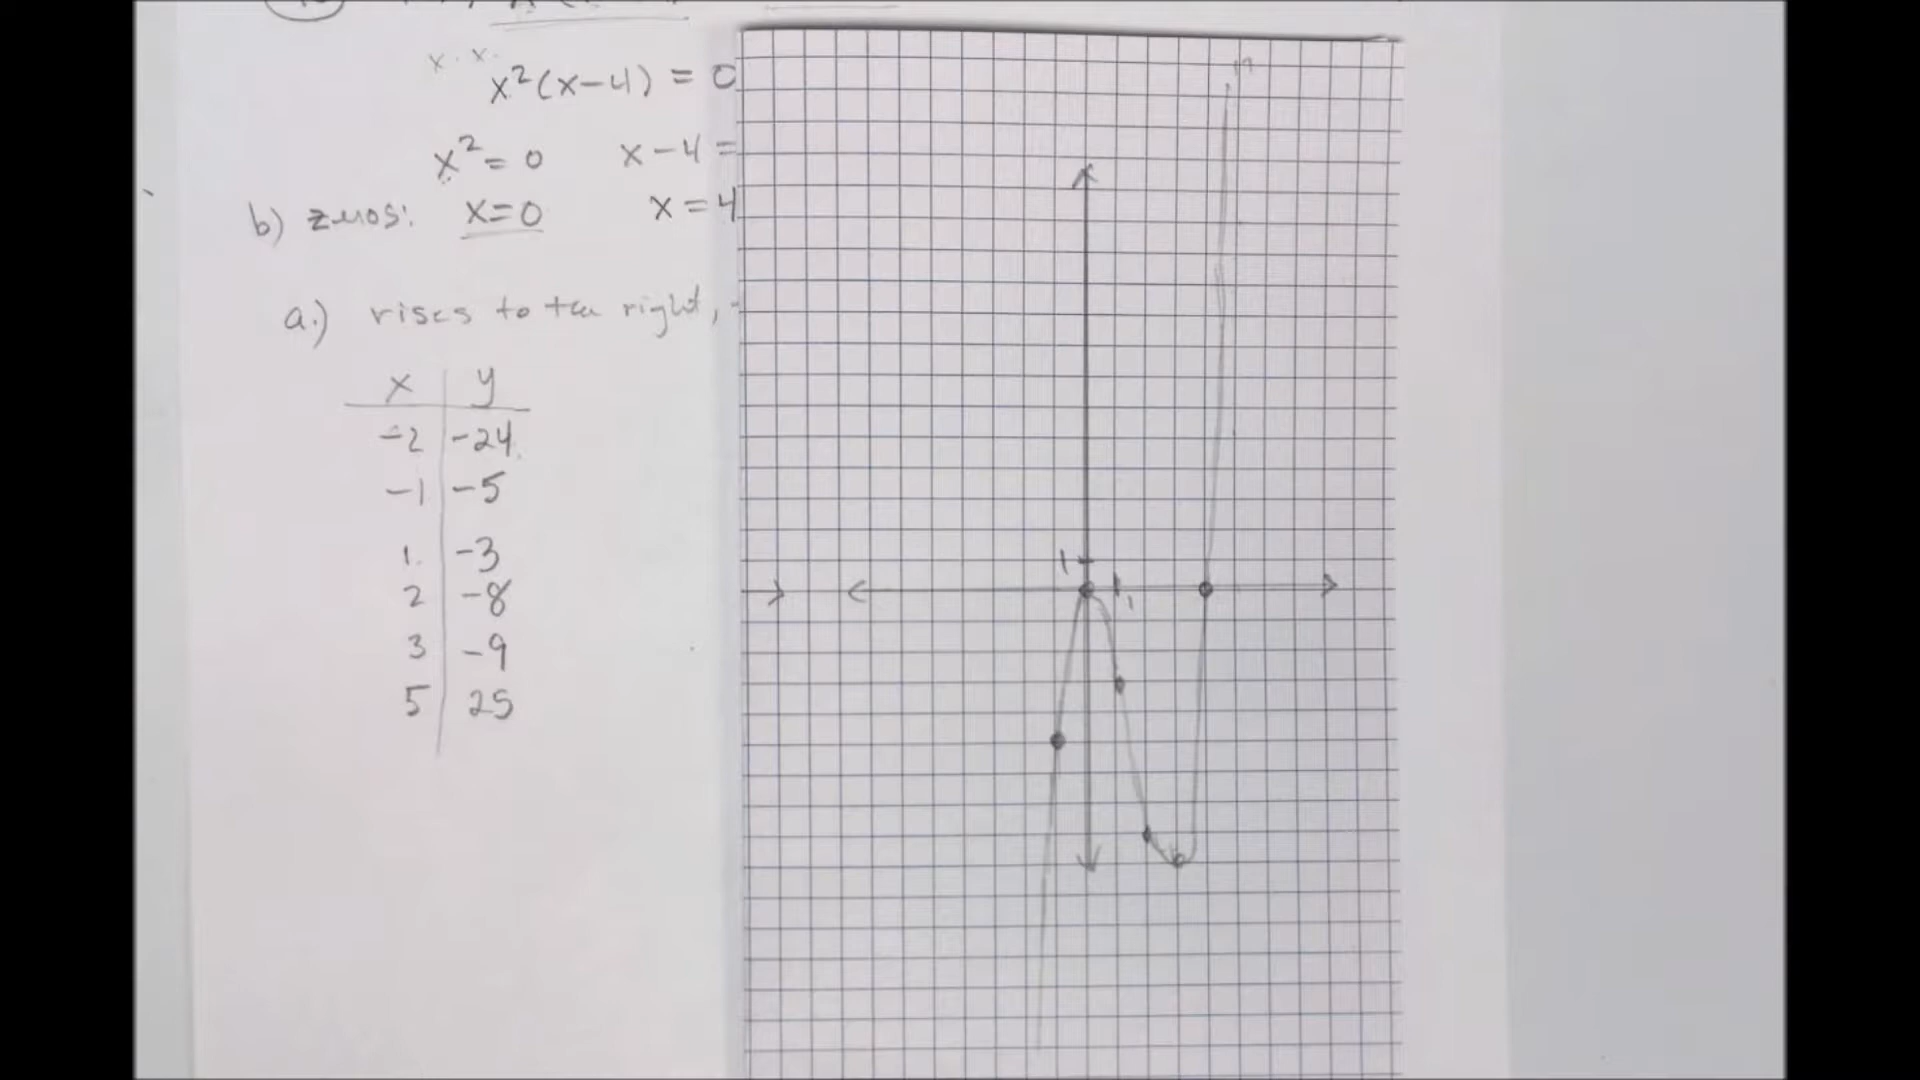 x · x.
x²(x-4) = 0
x² = 0 x-4 =
b) zeros: x=0 x=4
a.) rises to the right,
x y
-2 -24.
-1 -5
1. -3
2 -8
3 -9
5 25
1
1